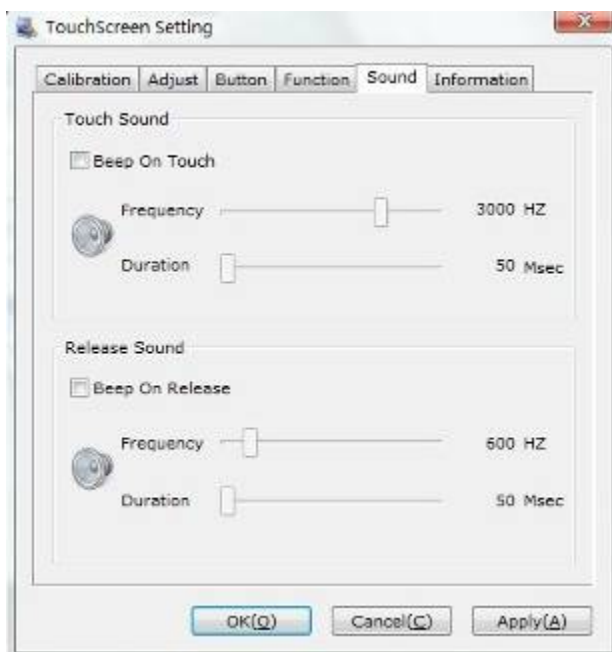 TouchScreen Setting
Calibration Adjust Button Function Sound Information
Touch Sound
Beep On Touch
Frequency 3000 HZ
Duration 50 Msec
Release Sound
Beep On Release
Frequency 600 HZ
Duration 50 Msec
OK(O) Cancel(C) Apply(A)